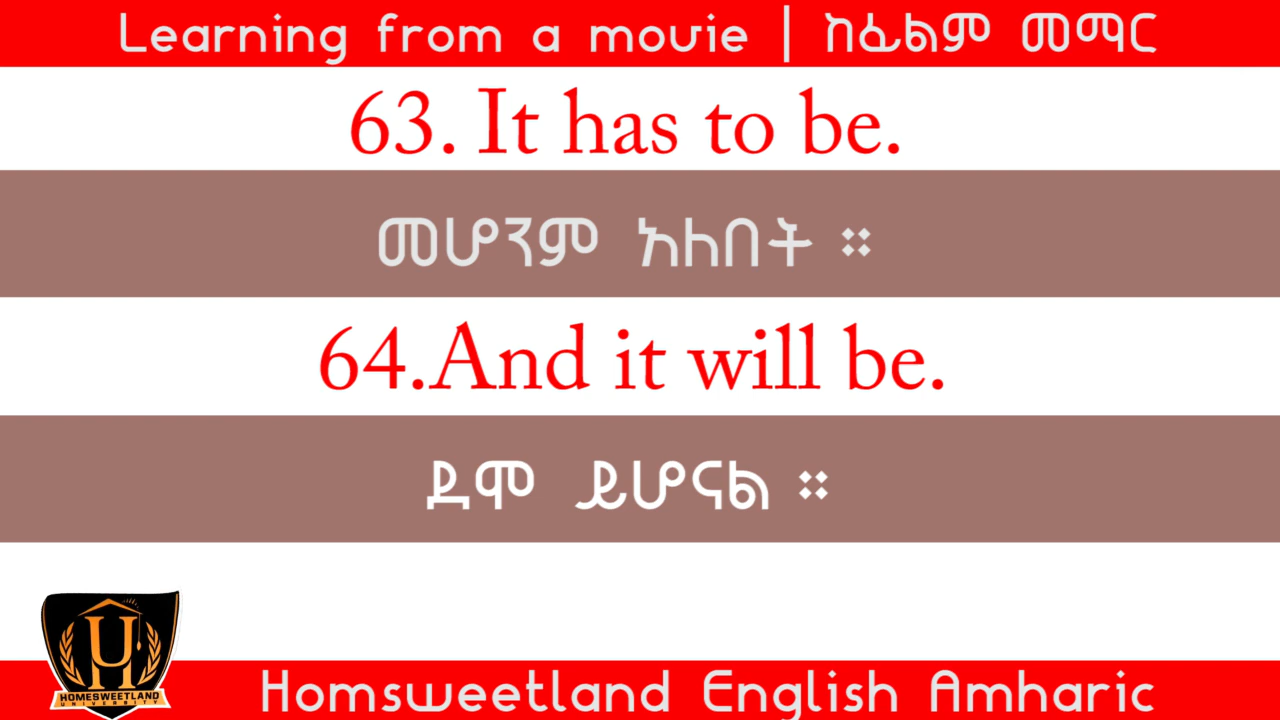 Learning from a movie | ከፊልም መማር
63. It has to be.
መሆንም አለበት ።
64.And it will be.
ደሞ ይሆናል ።
HOMESWEETLAND
UNIVERSITY
Homsweetland English Amharic